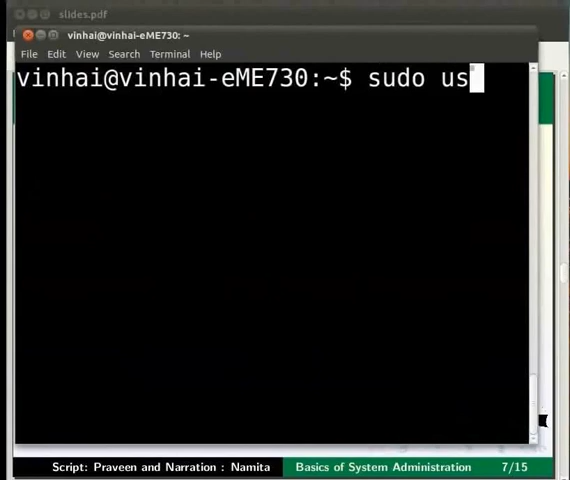 slides.pdf
vinhai@vinhai-eME730: ~
File Edit View Search Terminal Help
vinhai@vinhai-eME730:~$ sudo us
Script: Praveen and Narration : Namita Basics of System Administration 7/15